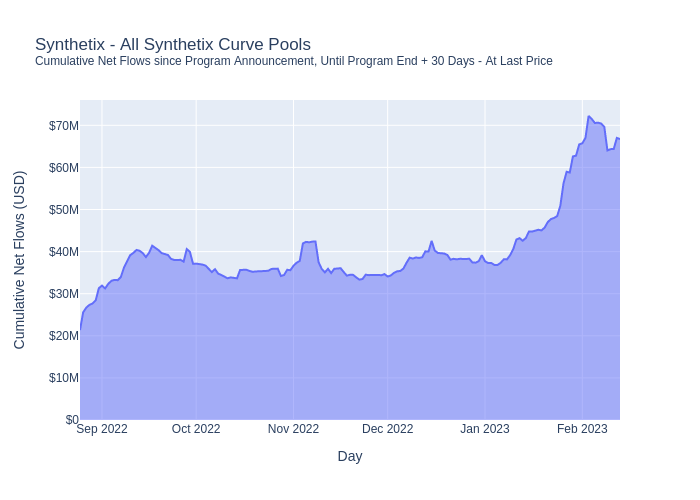 Synthetix - All Synthetix Curve Pools
Cumulative Net Flows since Program Announcement, Until Program End + 30 Days - At Last Price
$70M
$60M
$50M
$40M
$30M
$20M
$10M
$0
Cumulative Net Flows (USD)
Sep 2022 Oct 2022 Nov 2022 Dec 2022 Jan 2023 Feb 2023
Day